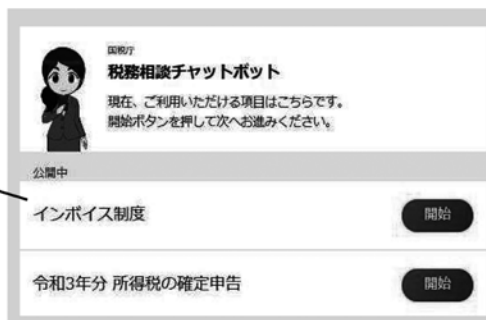 国税庁
税務相談チャットボット
現在、ご利用いただける項目はこちらです。
開始ボタンを押して次へお進みください。
公開中
インボイス制度
開始
令和3年分 所得税の確定申告
開始